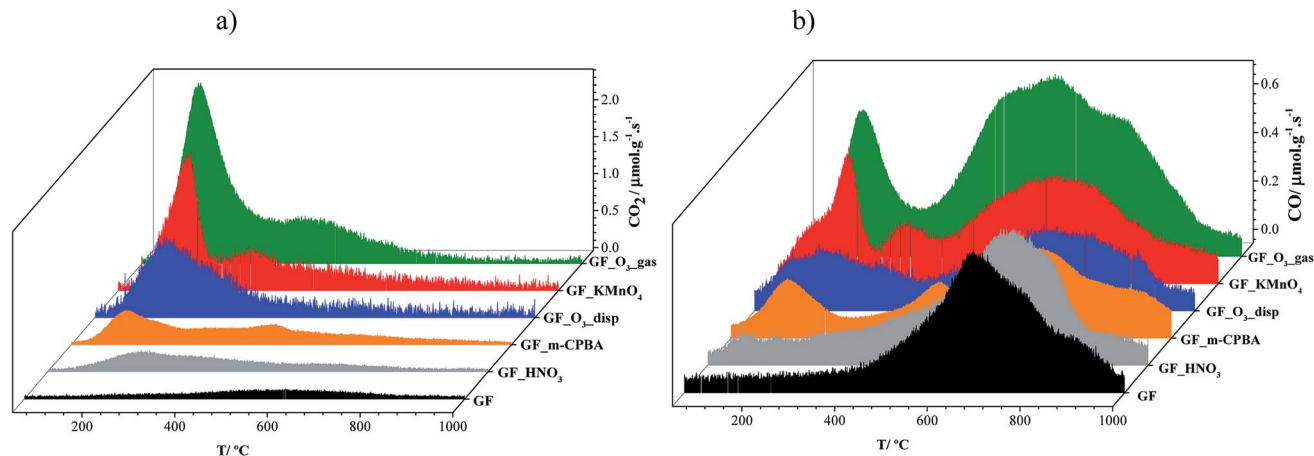 a)
2.0
1.5
1.0
0.5
0.0
CO₂/ μmol.g⁻¹.s⁻¹
GF_O₃_gas
GF_KMnO₄
GF_O₃_disp
GF_m-CPBA
GF_HNO₃
GF
200 400 600 800 1000
T/ ºC
b)
0.6
0.4
0.2
0.0
CO/ μmol.g⁻¹.s⁻¹
GF_O₃_gas
GF_KMnO₄
GF_O₃_disp
GF_m-CPBA
GF_HNO₃
GF
200 400 600 800 1000
T/ ºC